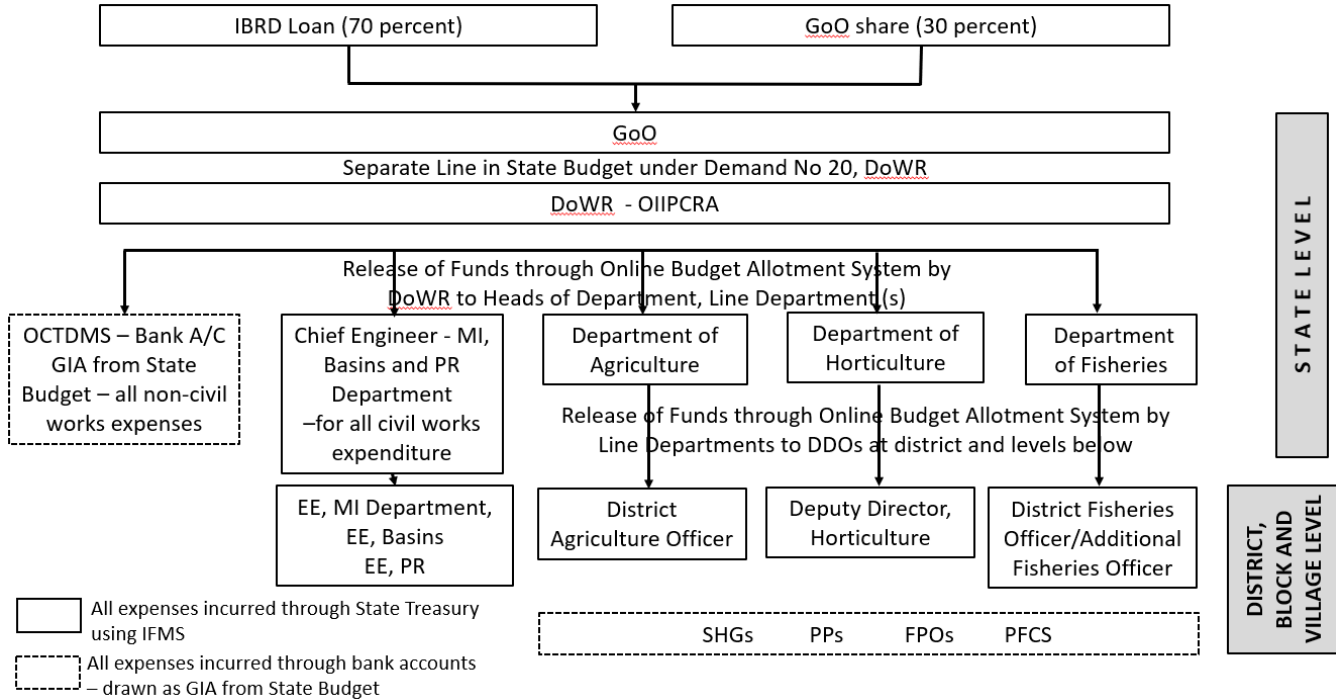 IBRD Loan (70 percent)
GoO share (30 percent)
GoO
Separate Line in State Budget under Demand No 20, DoWR
DoWR - OIIPCRA
Release of Funds through Online Budget Allotment System by
DoWR to Heads of Department, Line Department (s)
OCTDMS – Bank A/C
GIA from State
Budget – all non-civil
works expenses
Chief Engineer - MI,
Basins and PR
Department
–for all civil works
expenditure
Department of
Agriculture
Department of
Horticulture
Department
of Fisheries
Release of Funds through Online Budget Allotment System by
Line Departments to DDOs at district and levels below
STATE LEVEL
EE, MI Department,
EE, Basins
EE, PR
District
Agriculture Officer
Deputy Director,
Horticulture
District Fisheries
Officer/Additional
Fisheries Officer
DISTRICT,
BLOCK AND
VILLAGE LEVEL
All expenses incurred through State Treasury
using IFMS
SHGs PPs FPOs PFCS
All expenses incurred through bank accounts
– drawn as GIA from State Budget